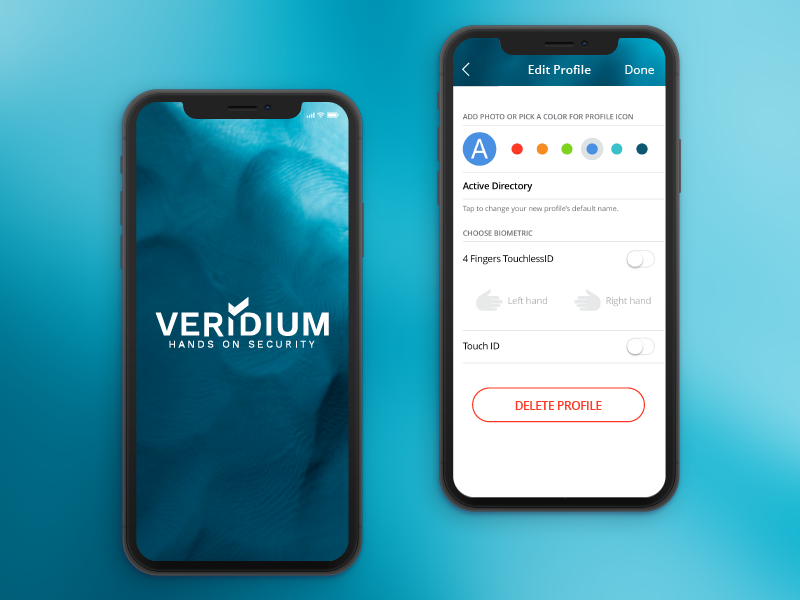 VERIDIUM
HANDS ON SECURITY
Edit Profile
Done
ADD PHOTO OR PICK A COLOR FOR PROFILE ICON
A
Active Directory
Tap to change your new profile's default name.
CHOOSE BIOMETRIC
4 Fingers TouchlessID
Left hand
Right hand
Touch ID
DELETE PROFILE